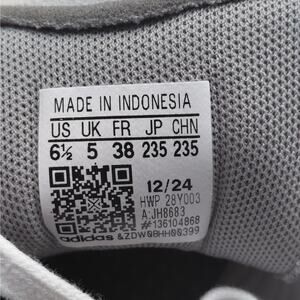 MADE IN INDONESIA
US UK FR JP CHN
6½ 5 38 235 235
12/24
HWP 28Y003
A:JH8683
#136104868
adidas &ZDW08HH00399